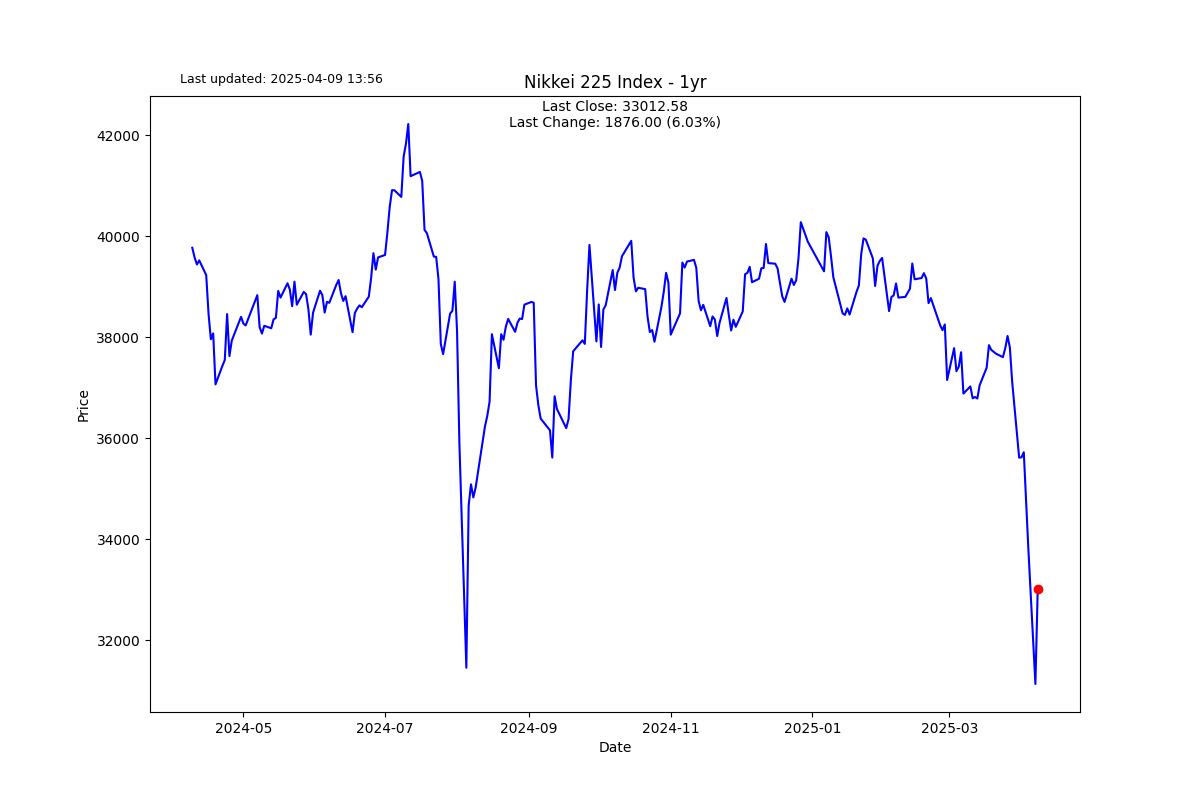 Last updated: 2025-04-09 13:56
Nikkei 225 Index - 1yr
Last Close: 33012.58
Last Change: 1876.00 (6.03%)
42000
40000
38000
36000
34000
32000
Price
2024-05
2024-07
2024-09
2024-11
2025-01
2025-03
Date